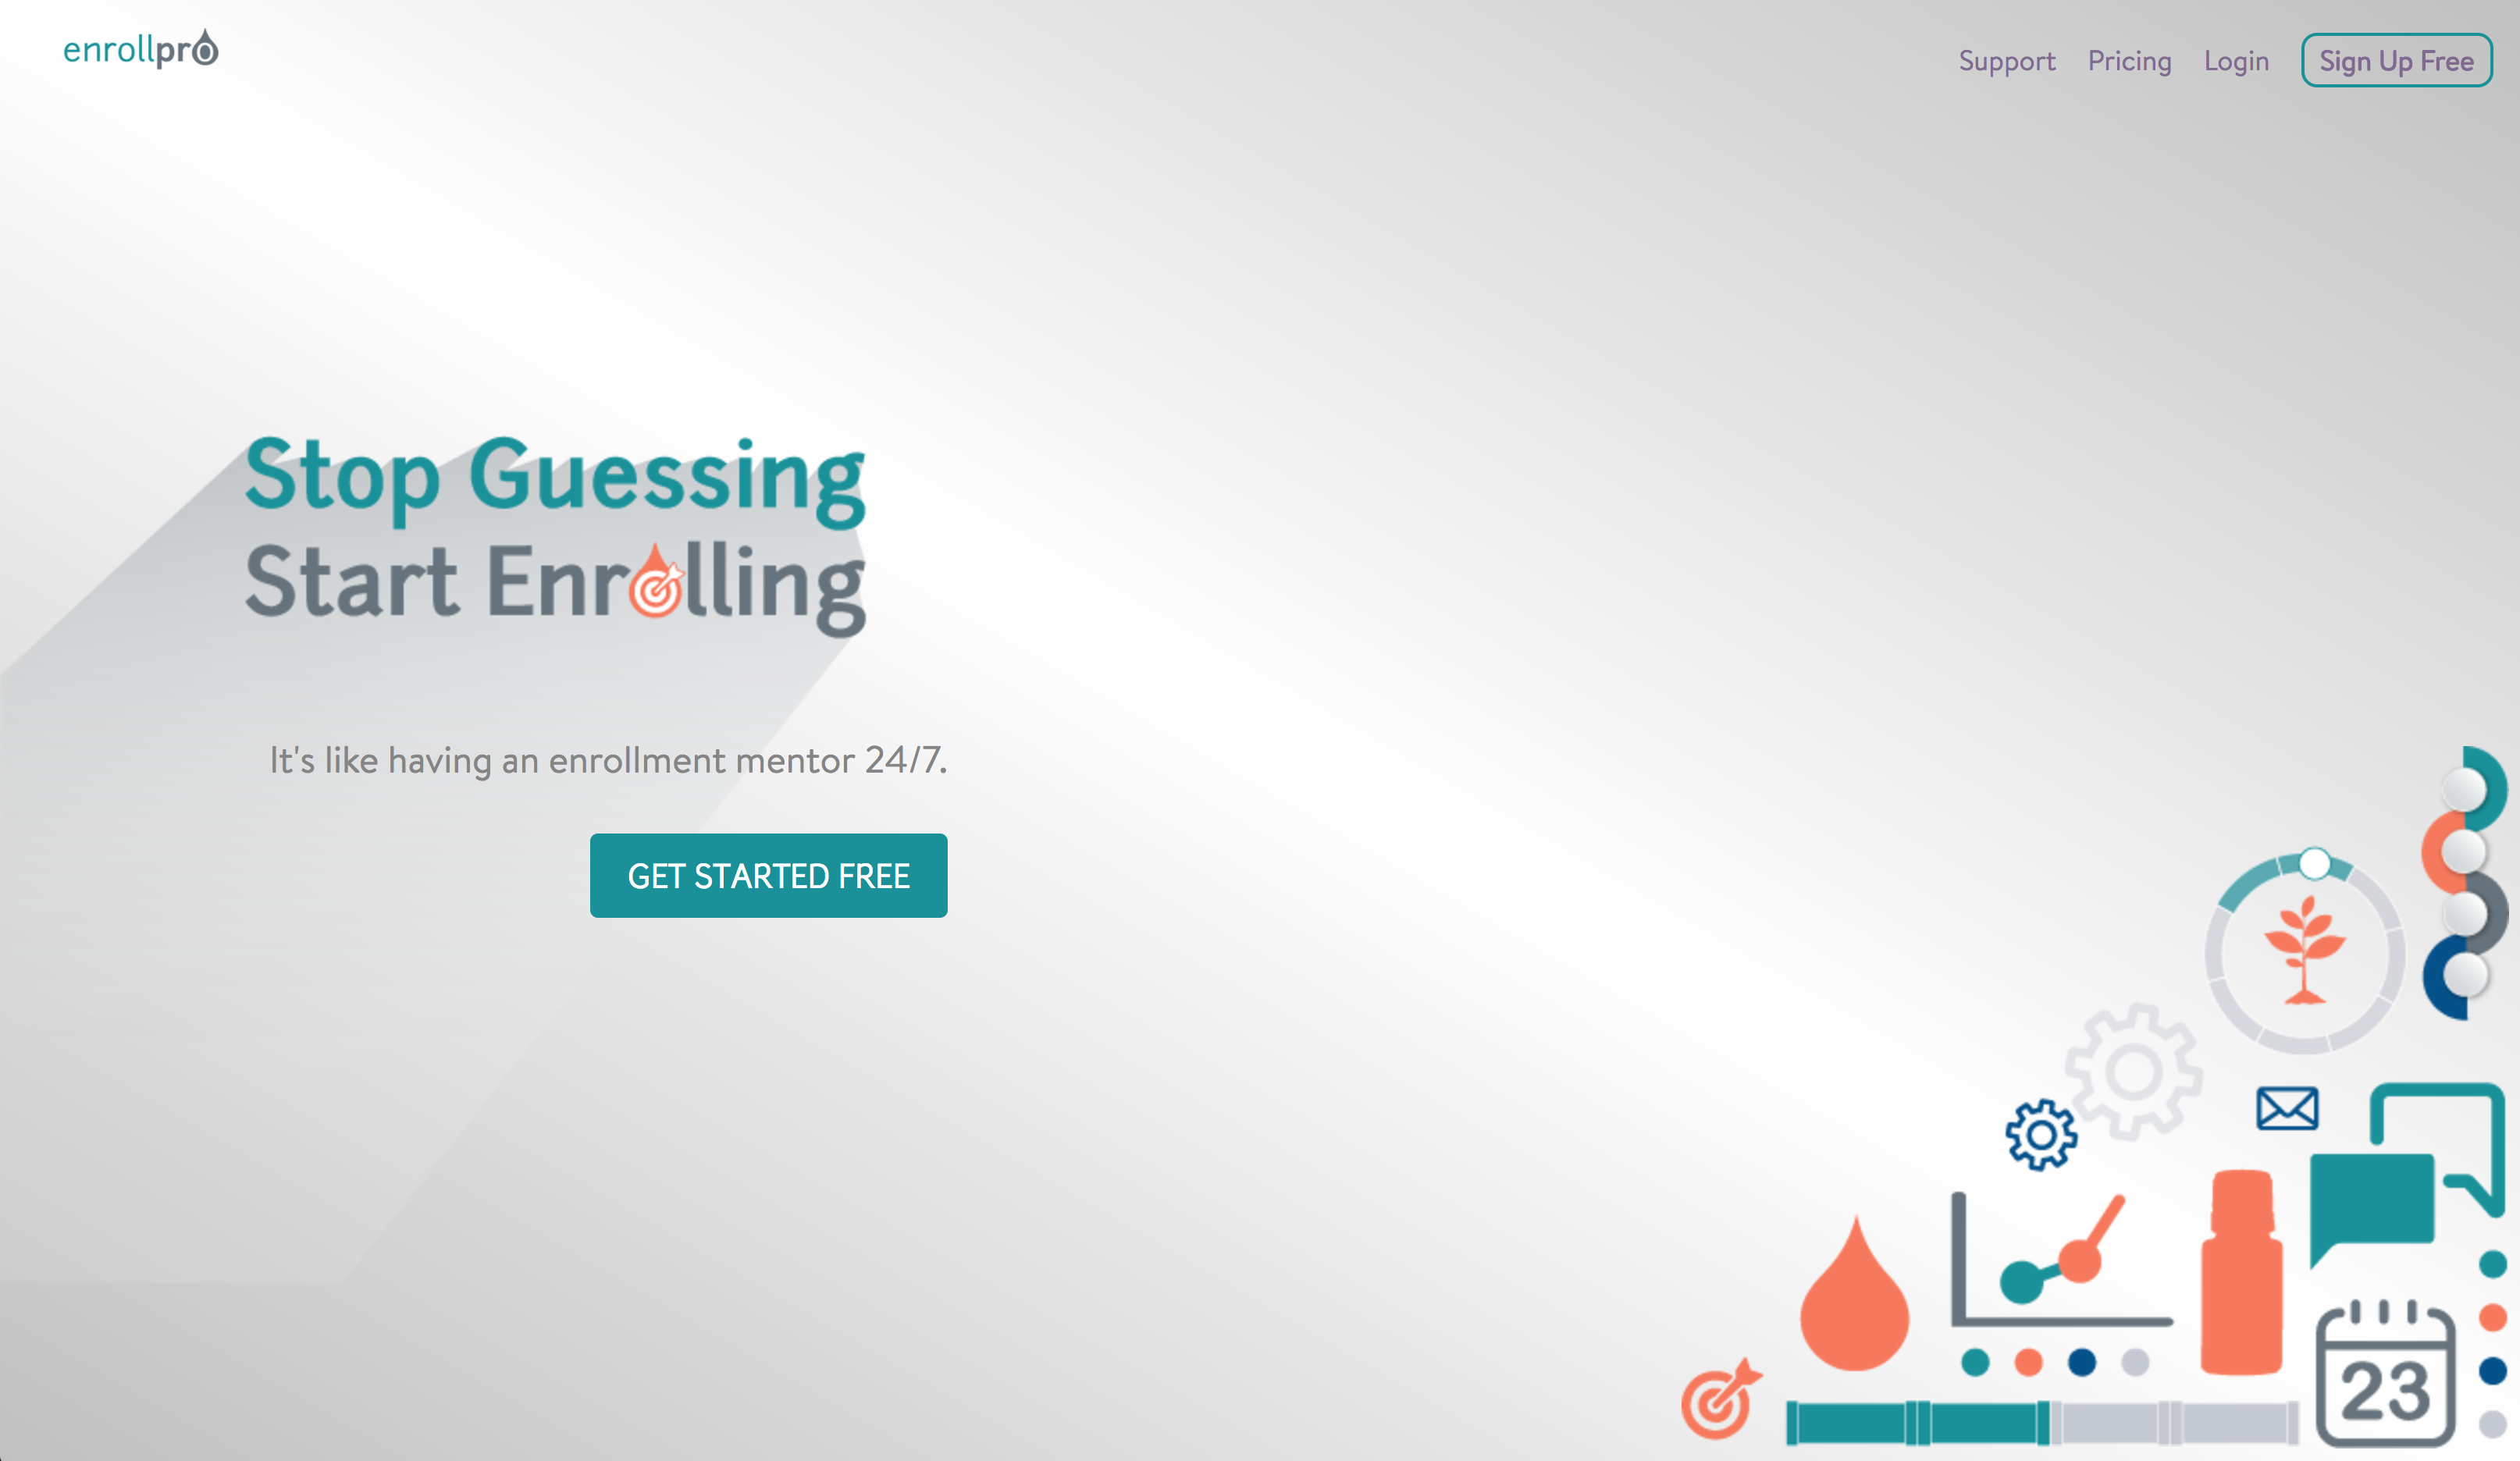 enrollpro
Support Pricing Login Sign Up Free
Stop Guessing
Start Enrolling
It's like having an enrollment mentor 24/7.
GET STARTED FREE
23